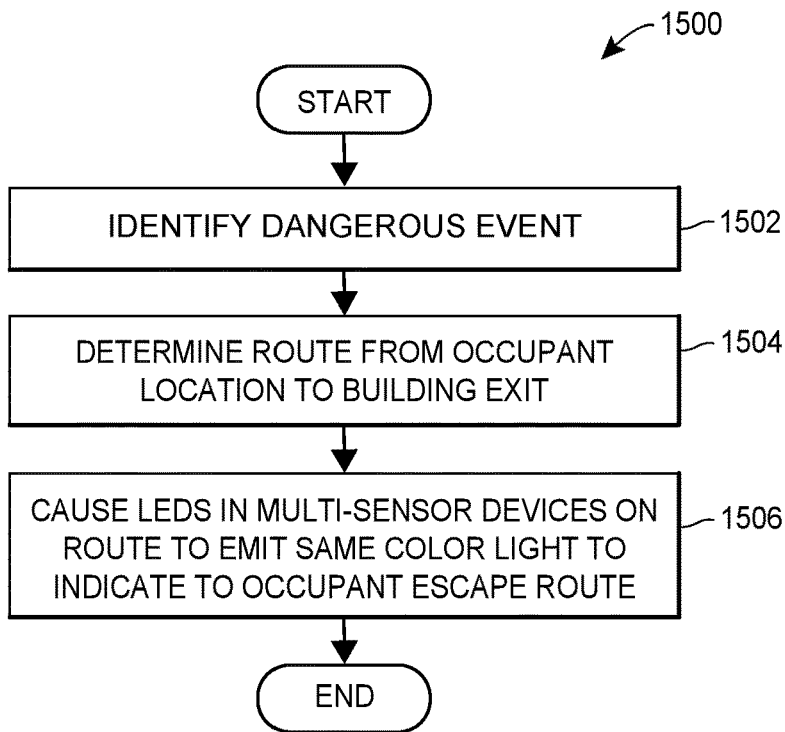 1500
START
IDENTIFY DANGEROUS EVENT
1502
DETERMINE ROUTE FROM OCCUPANT
LOCATION TO BUILDING EXIT
1504
CAUSE LEDS IN MULTI-SENSOR DEVICES ON
ROUTE TO EMIT SAME COLOR LIGHT TO
INDICATE TO OCCUPANT ESCAPE ROUTE
1506
END